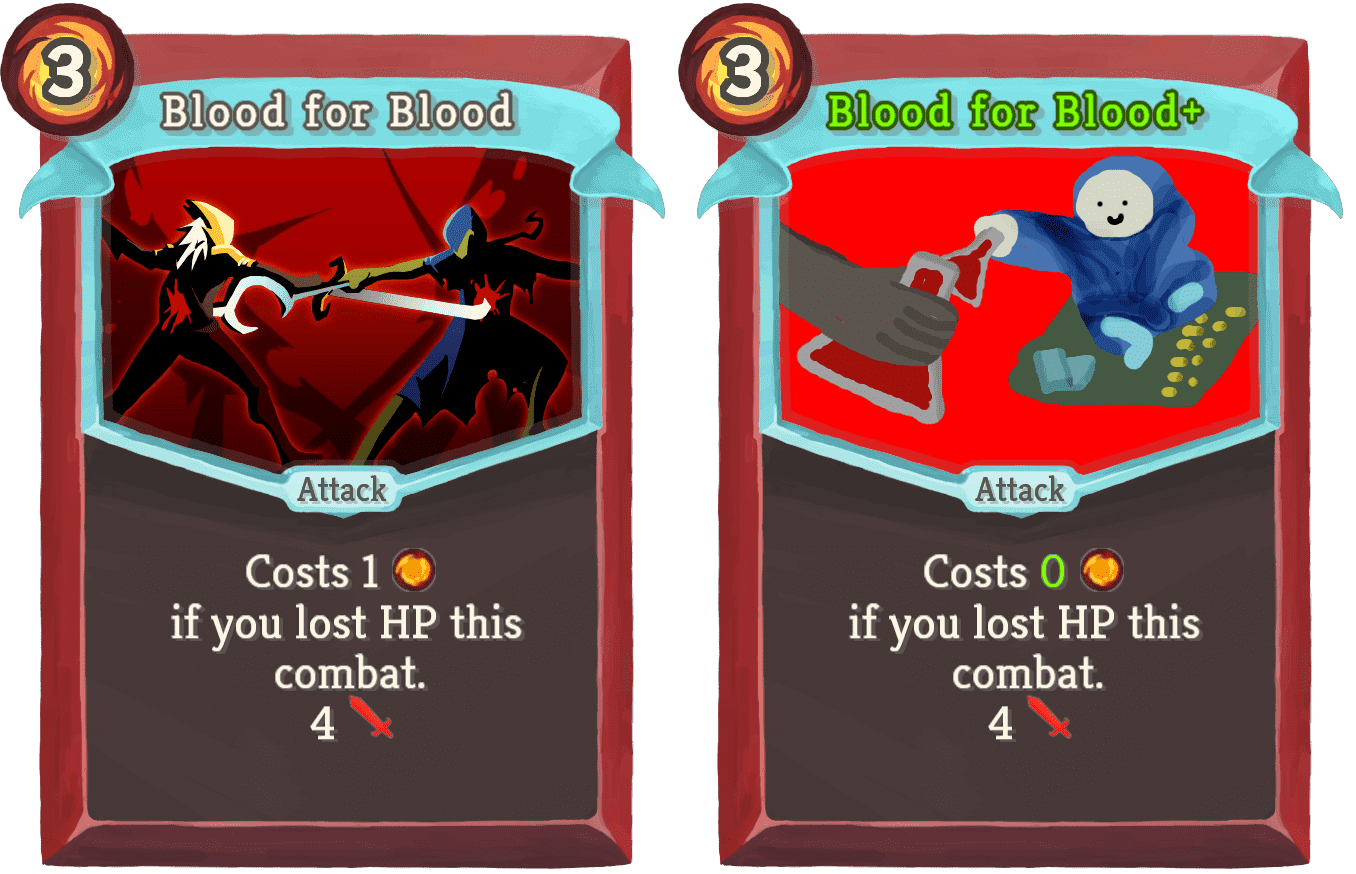 3
Blood for Blood
Attack
Costs 1
if you lost HP this
combat.
4
3
Blood for Blood+
Attack
Costs 0
if you lost HP this
combat.
4